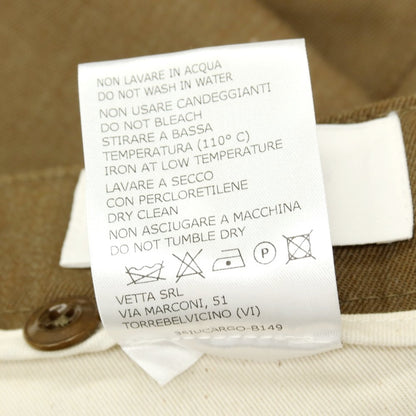 NON LAVARE IN ACQUA
DO NOT WASH IN WATER
NON USARE CANDEGGIANTI
DO NOT BLEACH
STIRARE A BASSA
TEMPERATURA (110° C)
IRON AT LOW TEMPERATURE
LAVARE A SECCO
CON PERCLORETILENE
DRY CLEAN
NON ASCIUGARE A MACCHINA
DO NOT TUMBLE DRY
P
VETTA SRL
VIA MARCONI, 51
TORREBELVICINO (VI)